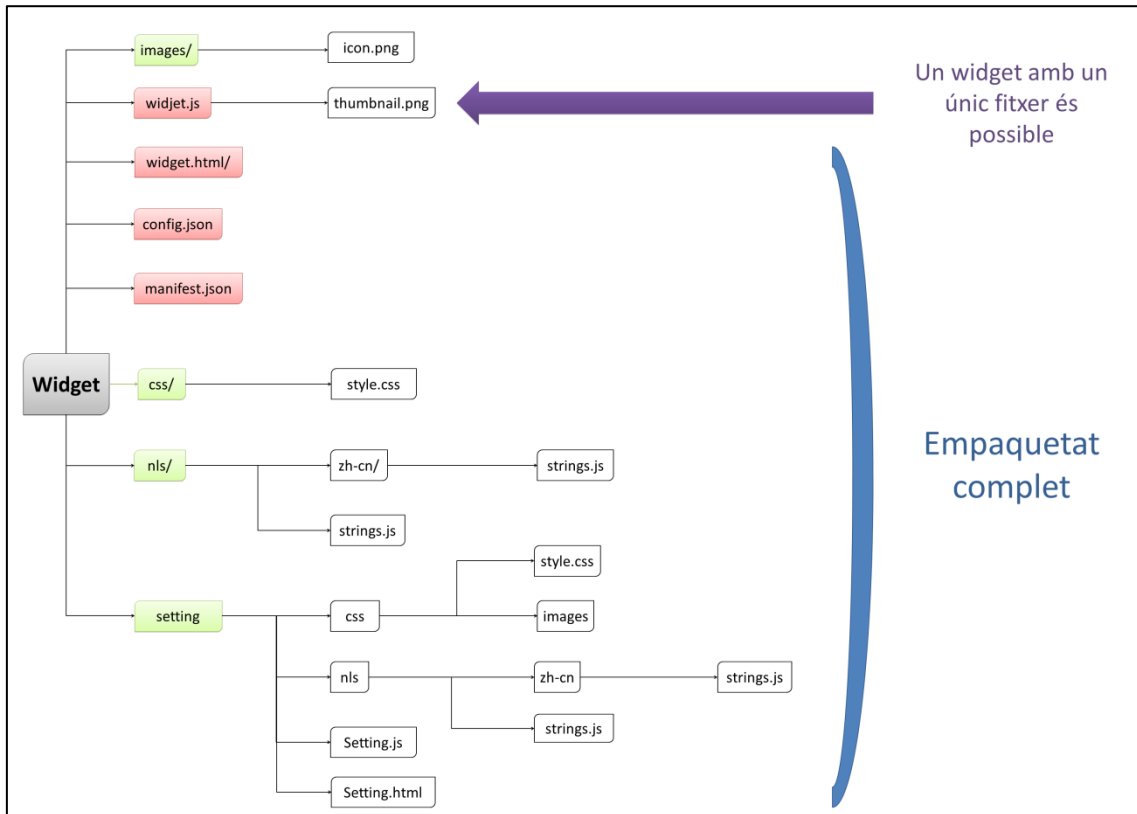 images/
icon.png
widjet.js
thumbnail.png
Un widget amb un
únic fitxer és
possible
widget.html/
config.json
manifest.json
Widget
css/
style.css
nls/
zh-cn/
strings.js
strings.js
Empaquetat
complet
setting
css
style.css
images
nls
zh-cn
strings.js
strings.js
Setting.js
Setting.html